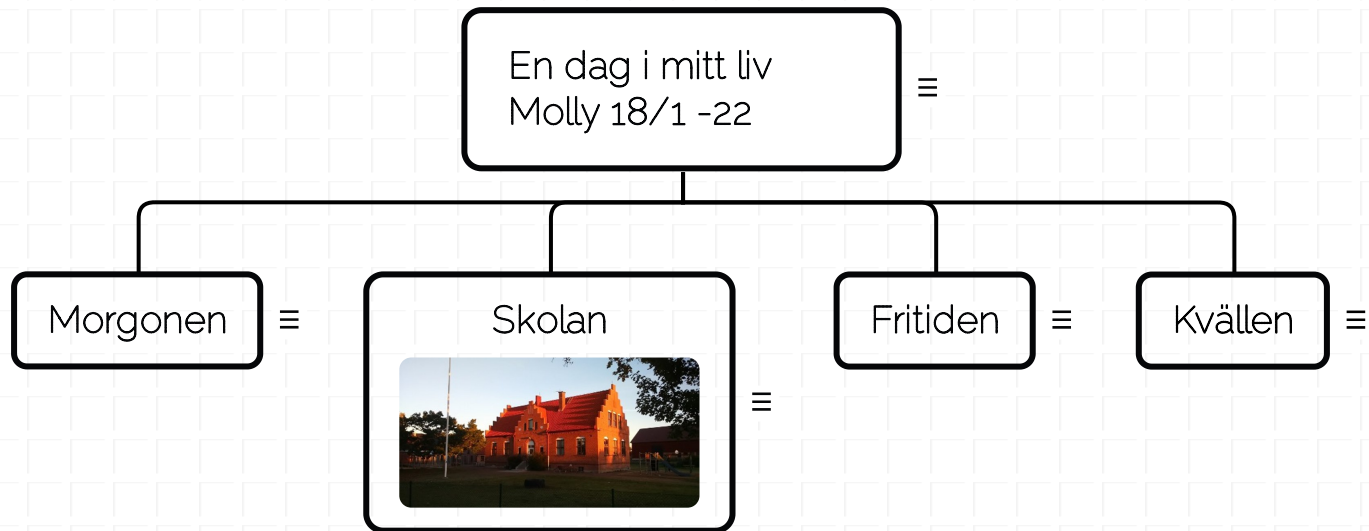 En dag i mitt liv
Molly 18/1 -22
Morgonen
Skolan
Fritiden
Kvällen